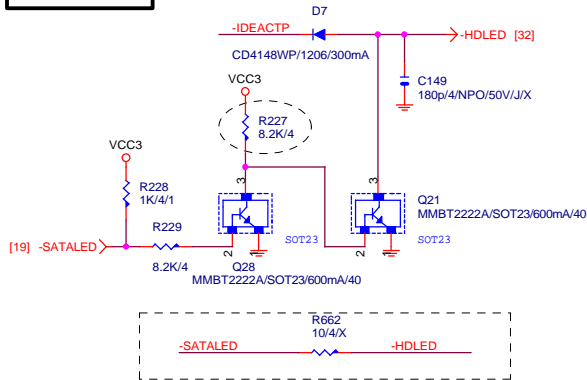 D7
-IDEACTP
-HDLED [32]
CD4148WP/1206/300mA
C149
180p/4/NPO/50V/J/X
VCC3
R227
8.2K/4
VCC3
R228
1K/4/1
3
3
Q21
MMBT2222A/SOT23/600mA/40
R229
[19] -SATALED
SOT23
SOT23
2
1
2
1
8.2K/4
Q28
MMBT2222A/SOT23/600mA/40
R662
10/4/X
-SATALED
-HDLED